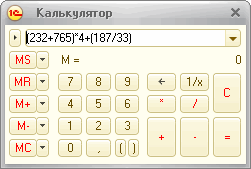 1С Калькулятор
(232+765)*4+(187/33)
MS M = 0
MR 7 8 9 ← 1/x C
M+ 4 5 6 * /
M- 1 2 3 + - =
MC 0 , ( )